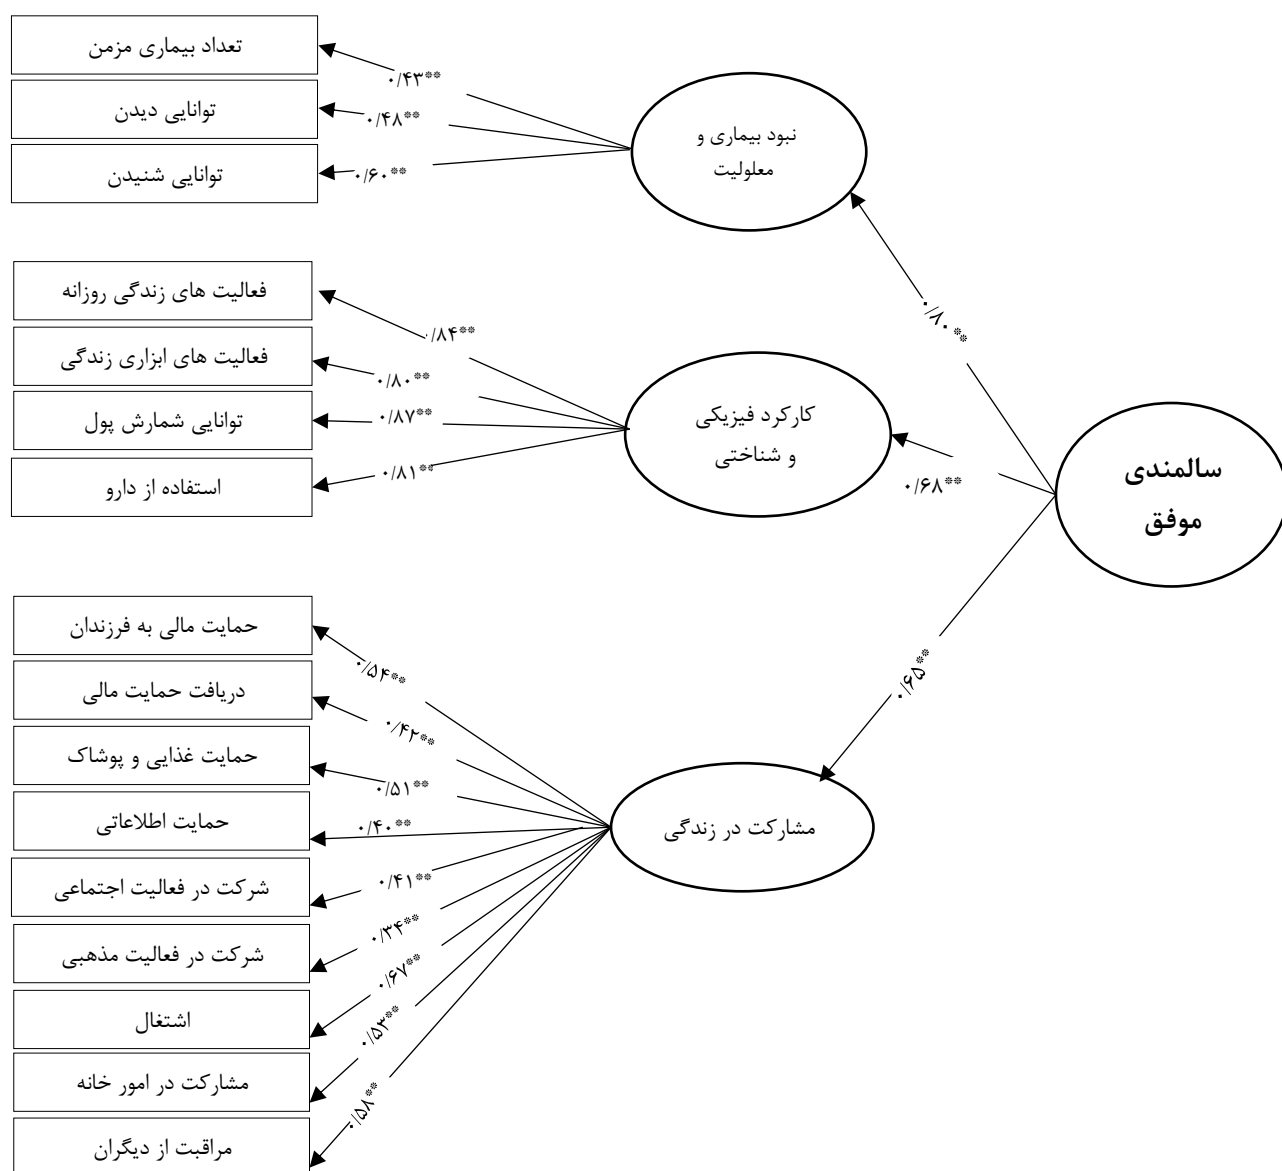 تعداد بیماری مزمن
۰/۴۳**
توانایی دیدن
۰/۴۸**
توانایی شنیدن
۰/۶۰**
نبود بیماری و
معلولیت
۰/۸۰**
فعالیت های زندگی روزانه
۰/۸۴**
فعالیت های ابزاری زندگی
۰/۸۰**
توانایی شمارش پول
۰/۸۷**
استفاده از دارو
۰/۸۱**
کارکرد فیزیکی
و شناختی
۰/۶۸**
سالمندی
موفق
حمایت مالی به فرزندان
۰/۵۴**
دریافت حمایت مالی
۰/۴۲**
حمایت غذایی و پوشاک
۰/۵۱**
حمایت اطلاعاتی
۰/۴۰**
شرکت در فعالیت اجتماعی
۰/۴۱**
شرکت در فعالیت مذهبی
۰/۳۴**
اشتغال
۰/۶۷**
مشارکت در امور خانه
۰/۵۳**
مراقبت از دیگران
۰/۵۸**
مشارکت در زندگی
۰/۶۵**